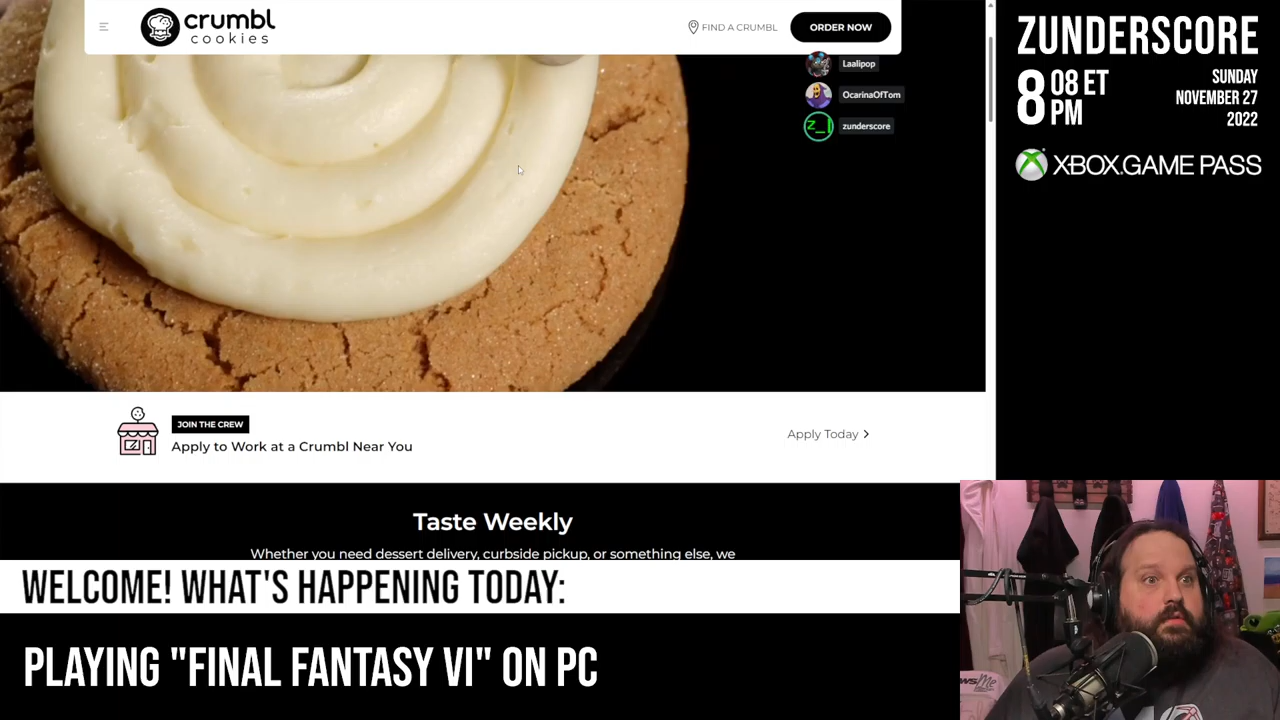 crumbl
cookies
FIND A CRUMBL
ORDER NOW
Laalipop
OcarinaOfTom
zunderscore
JOIN THE CREW
Apply to Work at a Crumbl Near You
Apply Today
Taste Weekly
Whether you need dessert delivery, curbside pickup, or something else, we
WELCOME! WHAT'S HAPPENING TODAY:
PLAYING "FINAL FANTASY VI" ON PC
ZUNDERSCORE
8 08 ET
PM
SUNDAY
NOVEMBER 27
2022
XBOX GAME PASS